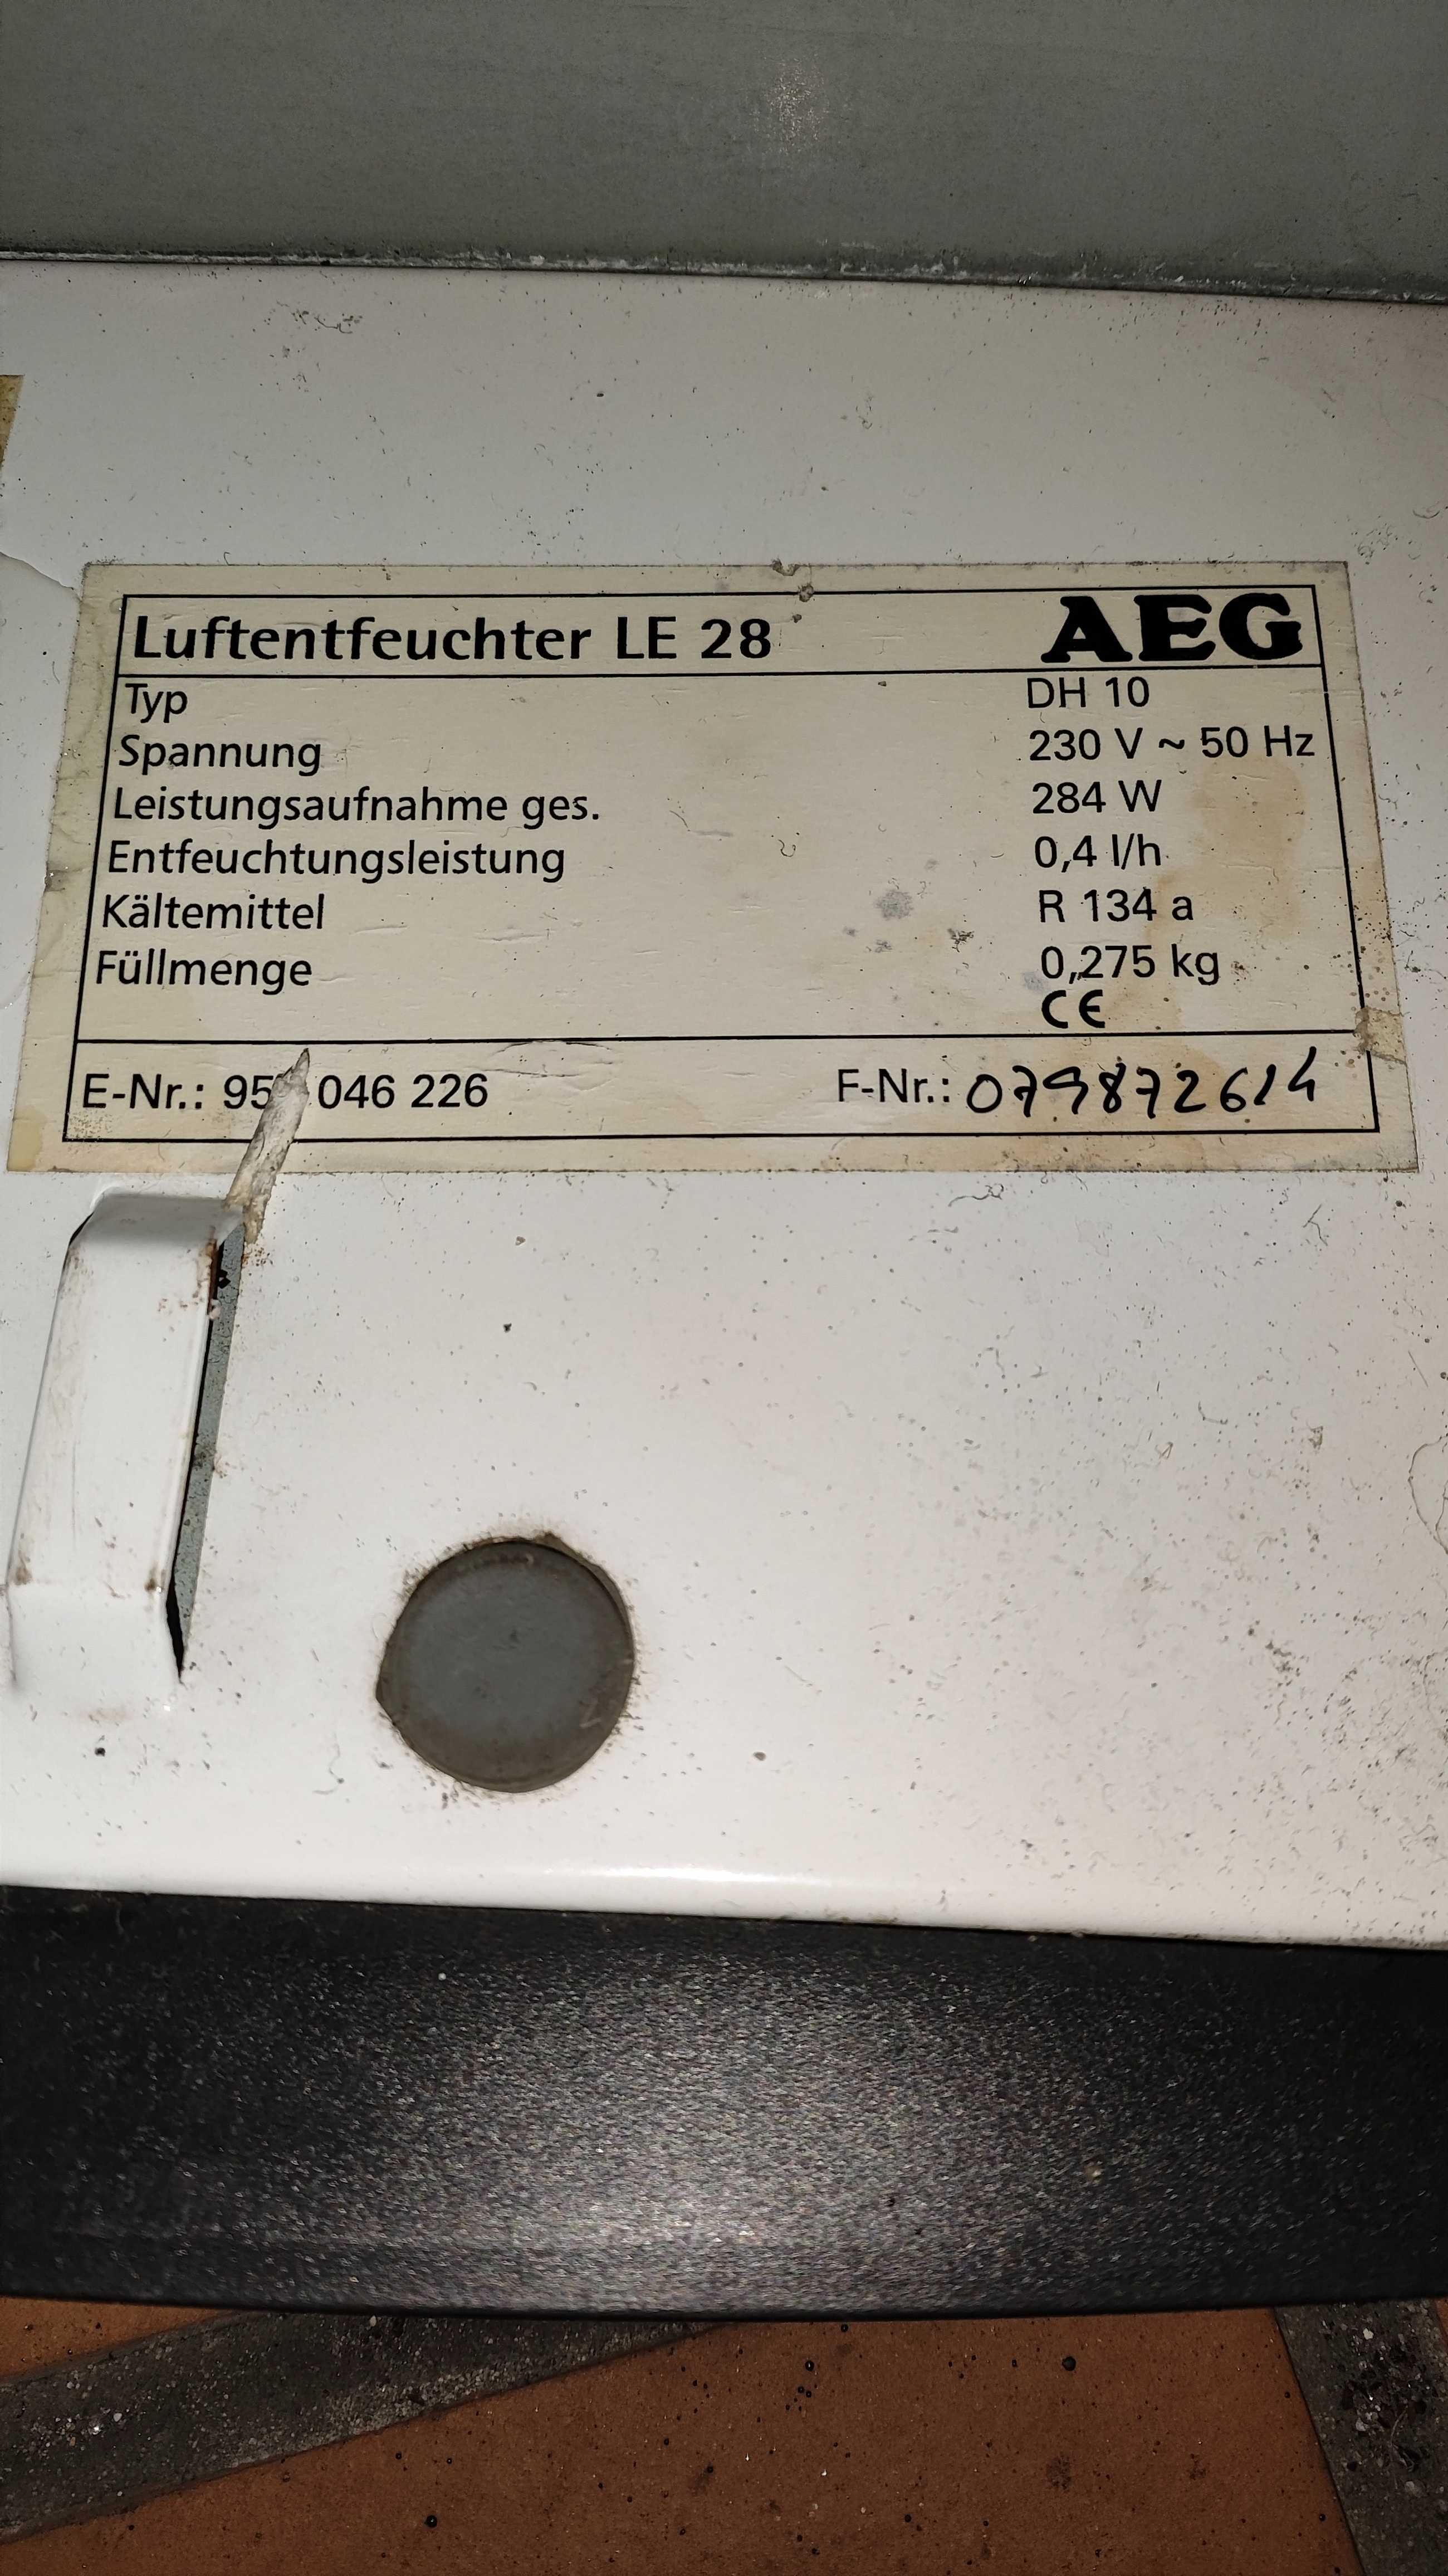 Luftentfeuchter LE 28 AEG
Typ DH 10
Spannung 230 V ~ 50 Hz
Leistungsaufnahme ges. 284 W
Entfeuchtungsleistung 0,4 l/h
Kältemittel R 134 a
Füllmenge 0,275 kg
CE
E-Nr.: 046 226 F-Nr.: 079872614